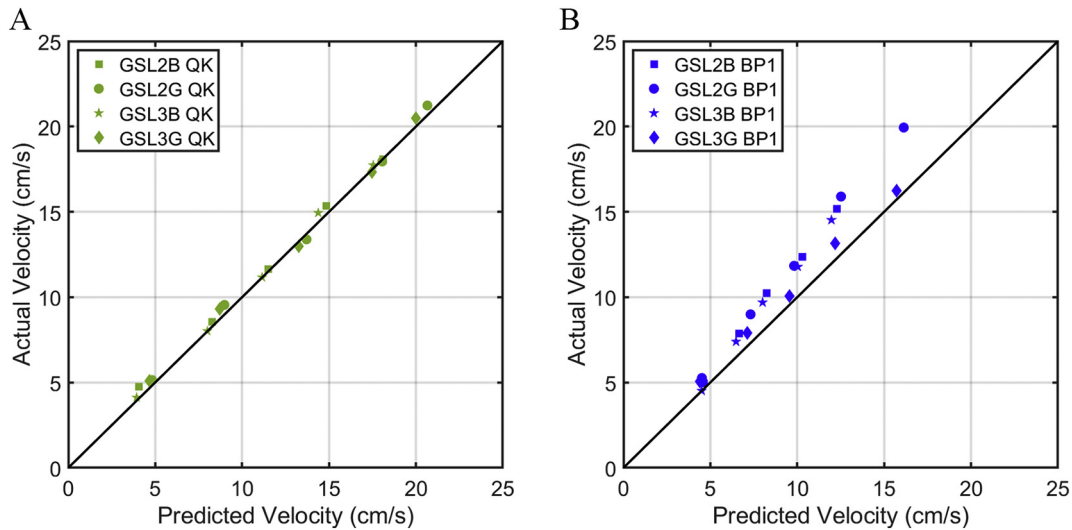 A
25
20
15
10
5
0
GSL2B QK
GSL2G QK
GSL3B QK
GSL3G QK
Actual Velocity (cm/s)
0 5 10 15 20 25
Predicted Velocity (cm/s)
B
25
20
15
10
5
0
GSL2B BP1
GSL2G BP1
GSL3B BP1
GSL3G BP1
Actual Velocity (cm/s)
0 5 10 15 20 25
Predicted Velocity (cm/s)